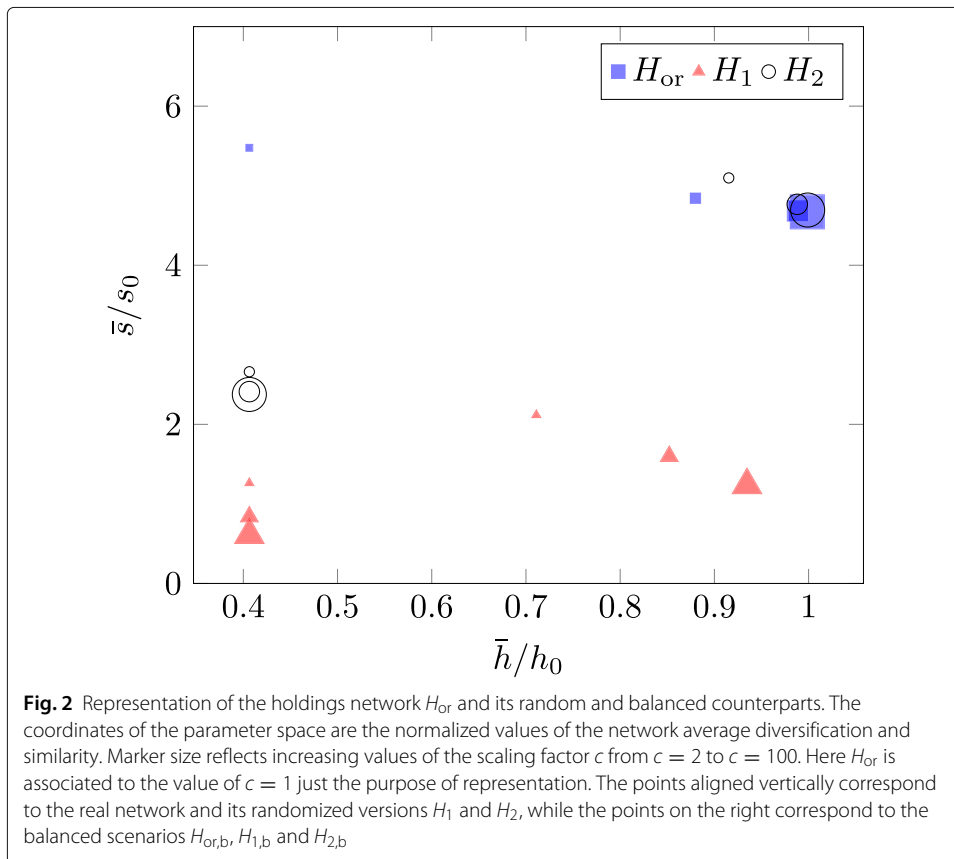 H_or H_1 H_2
6
4
2
0
s̄/s_0
0.4 0.5 0.6 0.7 0.8 0.9 1
h̄/h_0
Fig. 2 Representation of the holdings network H_or and its random and balanced counterparts. The
coordinates of the parameter space are the normalized values of the network average diversification and
similarity. Marker size reflects increasing values of the scaling factor c from c = 2 to c = 100. Here H_or is
associated to the value of c = 1 just the purpose of representation. The points aligned vertically correspond
to the real network and its randomized versions H_1 and H_2, while the points on the right correspond to the
balanced scenarios H_or,b, H_1,b and H_2,b